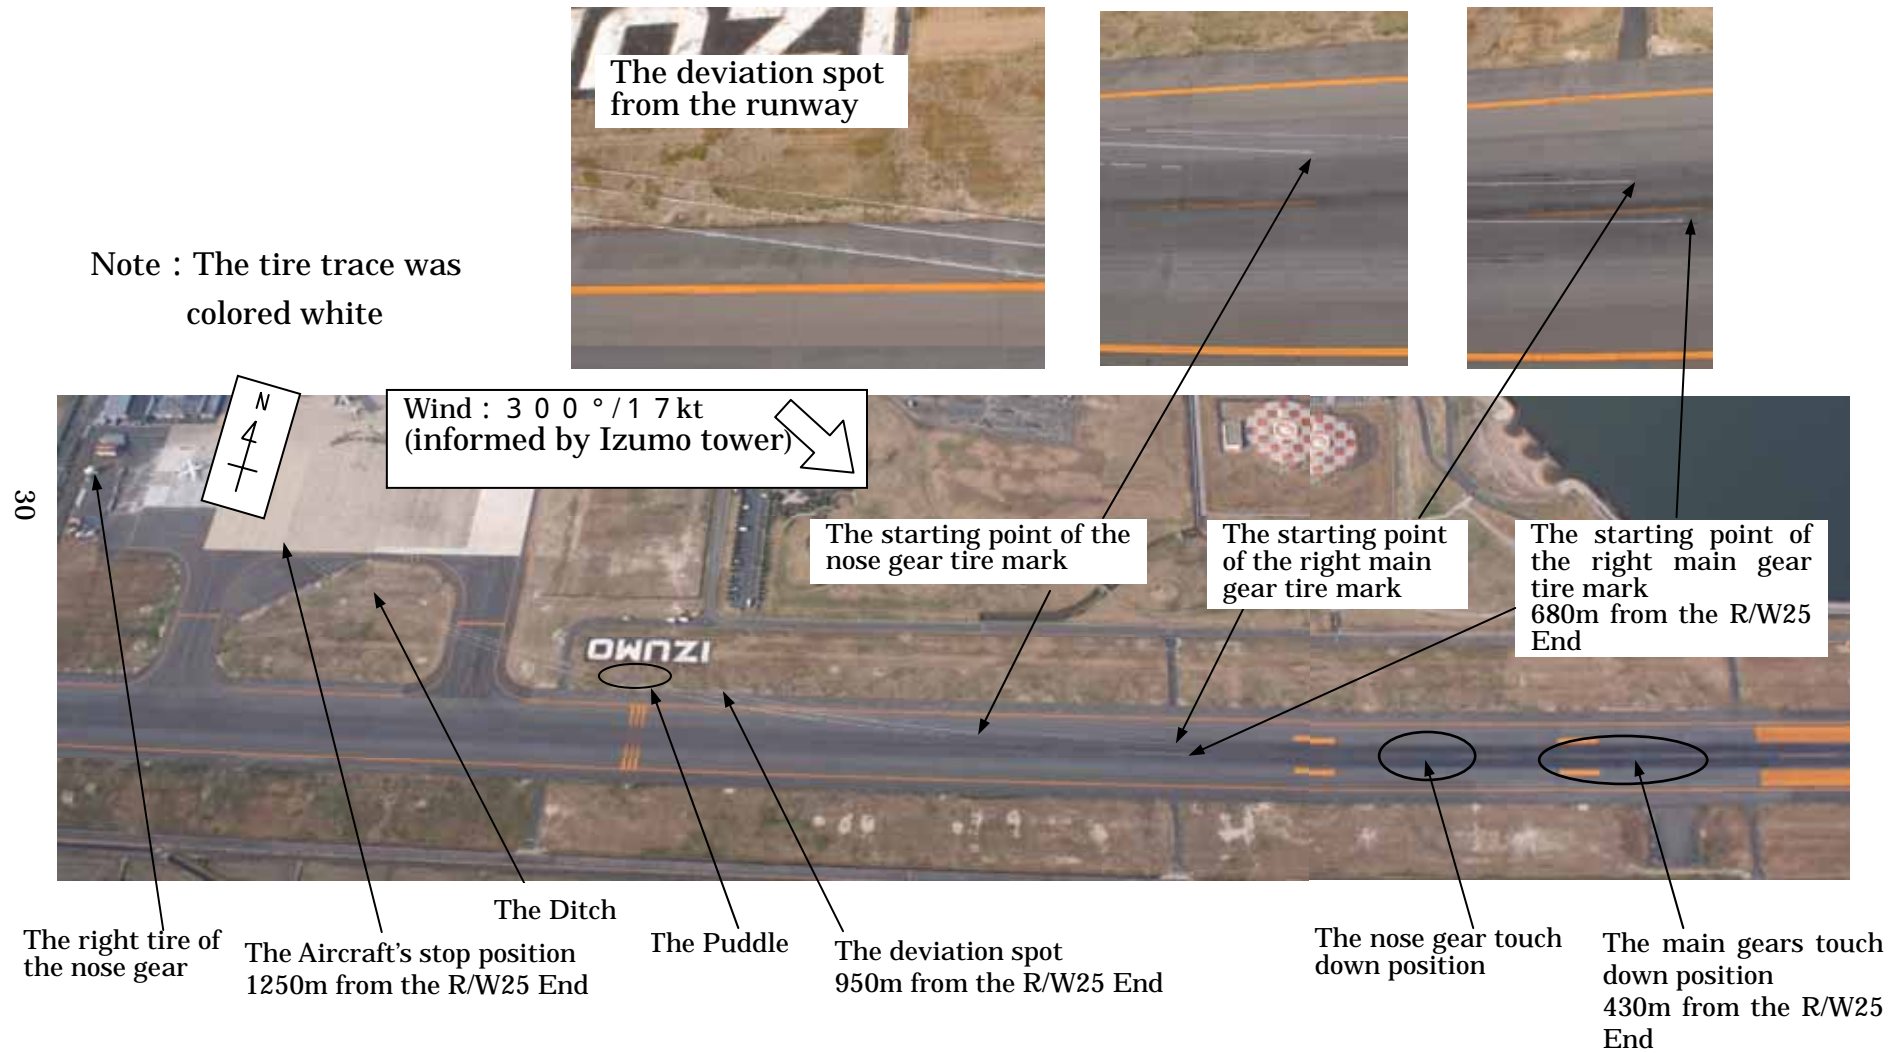 The deviation spot
from the runway
Note : The tire trace was
colored white
N
Wind : 300°/17kt
(informed by Izumo tower)
30
The starting point of the
nose gear tire mark
The starting point
of the right main
gear tire mark
The starting point of
the right main gear
tire mark
680m from the R/W25
End
IZUMO
The right tire of
the nose gear
The Aircraft's stop position
1250m from the R/W25 End
The Ditch
The Puddle
The deviation spot
950m from the R/W25 End
The nose gear touch
down position
The main gears touch
down position
430m from the R/W25
End